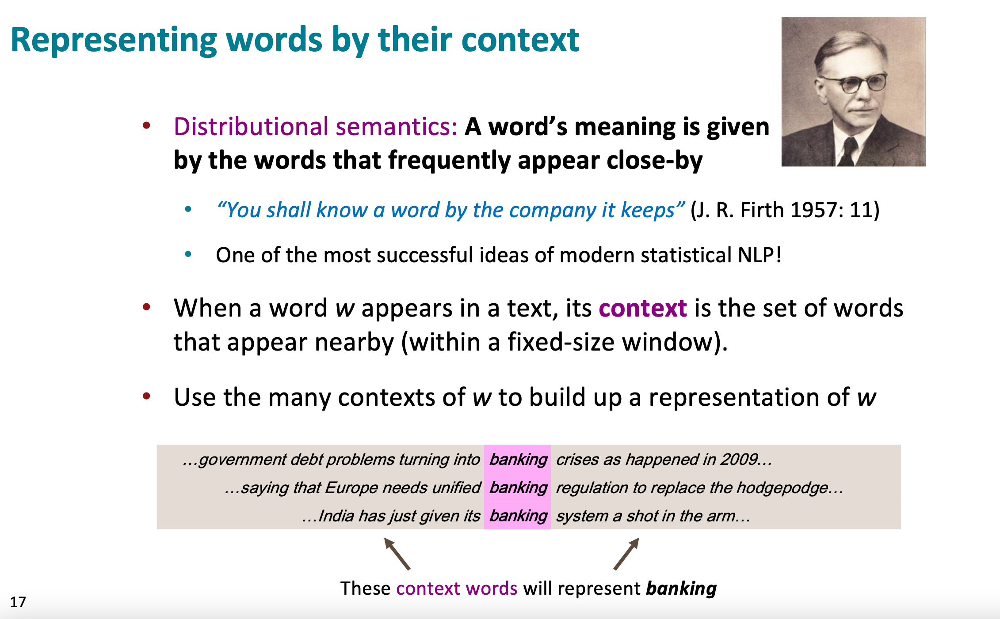 Representing words by their context
• Distributional semantics: A word’s meaning is given
by the words that frequently appear close-by
• “You shall know a word by the company it keeps” (J. R. Firth 1957: 11)
• One of the most successful ideas of modern statistical NLP!
• When a word w appears in a text, its context is the set of words
that appear nearby (within a fixed-size window).
• Use the many contexts of w to build up a representation of w
…government debt problems turning into banking crises as happened in 2009…
…saying that Europe needs unified banking regulation to replace the hodgepodge…
…India has just given its banking system a shot in the arm…
These context words will represent banking
17